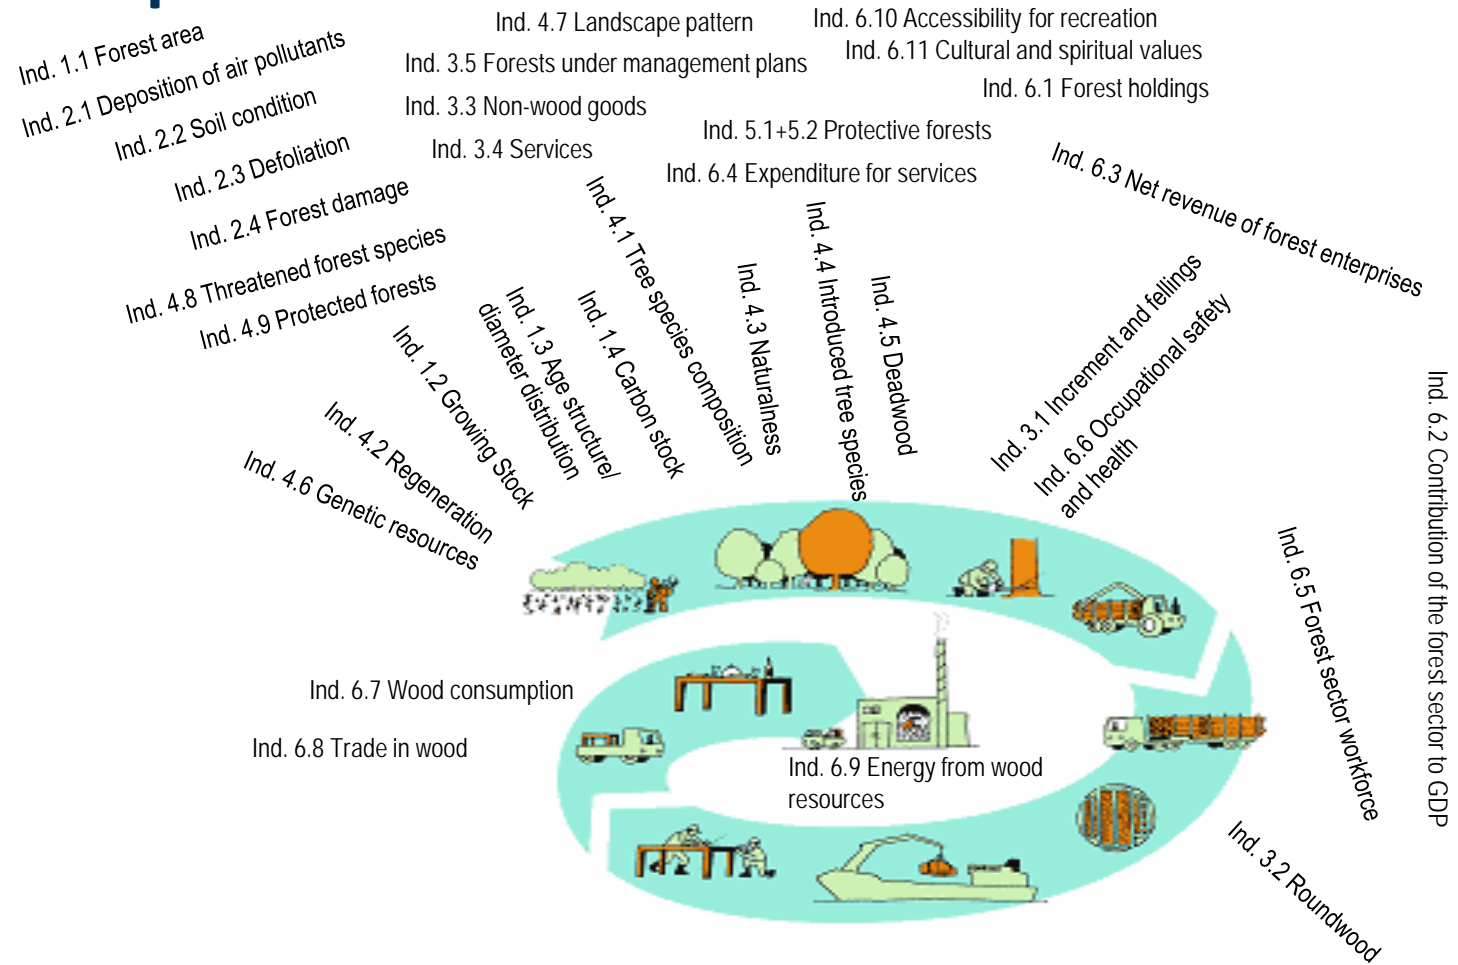 Ind. 1.1 Forest area
Ind. 2.1 Deposition of air pollutants
Ind. 2.2 Soil condition
Ind. 2.3 Defoliation
Ind. 2.4 Forest damage
Ind. 4.8 Threatened forest species
Ind. 4.9 Protected forests
Ind. 4.7 Landscape pattern
Ind. 3.5 Forests under management plans
Ind. 3.3 Non-wood goods
Ind. 3.4 Services
Ind. 6.10 Accessibility for recreation
Ind. 6.11 Cultural and spiritual values
Ind. 6.1 Forest holdings
Ind. 5.1+5.2 Protective forests
Ind. 6.4 Expenditure for services
Ind. 6.3 Net revenue of forest enterprises
Ind. 4.6 Genetic resources
Ind. 4.2 Regeneration
Ind. 1.2 Growing Stock
Ind. 1.3 Age structure/
diameter distribution
Ind. 1.4 Carbon stock
Ind. 4.1 Tree species composition
Ind. 4.3 Naturalness
Ind. 4.4 Introduced tree species
Ind. 4.5 Deadwood
Ind. 3.1 Increment and fellings
Ind. 6.6 Occupational safety
and health
Ind. 6.2 Contribution of the forest sector to GDP
Ind. 6.5 Forest sector workforce
Ind. 3.2 Roundwood
Ind. 6.7 Wood consumption
Ind. 6.8 Trade in wood
Ind. 6.9 Energy from wood
resources